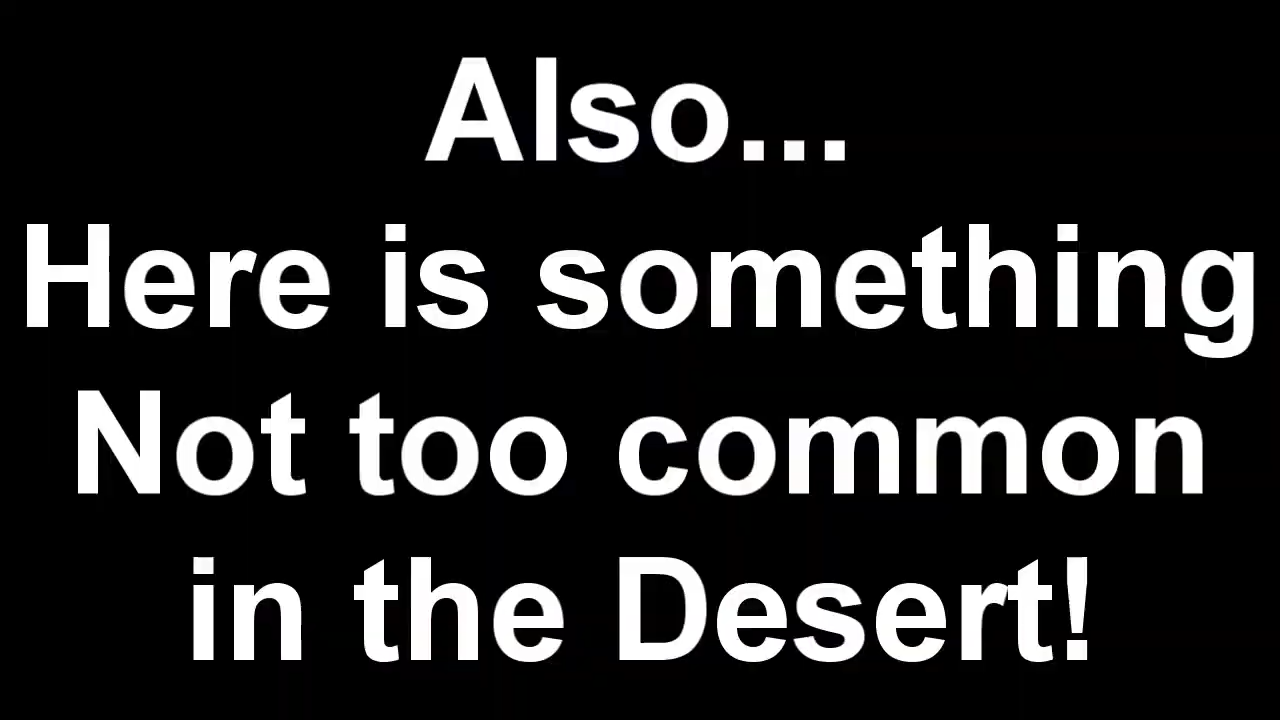 Also...
Here is something
Not too common
in the Desert!